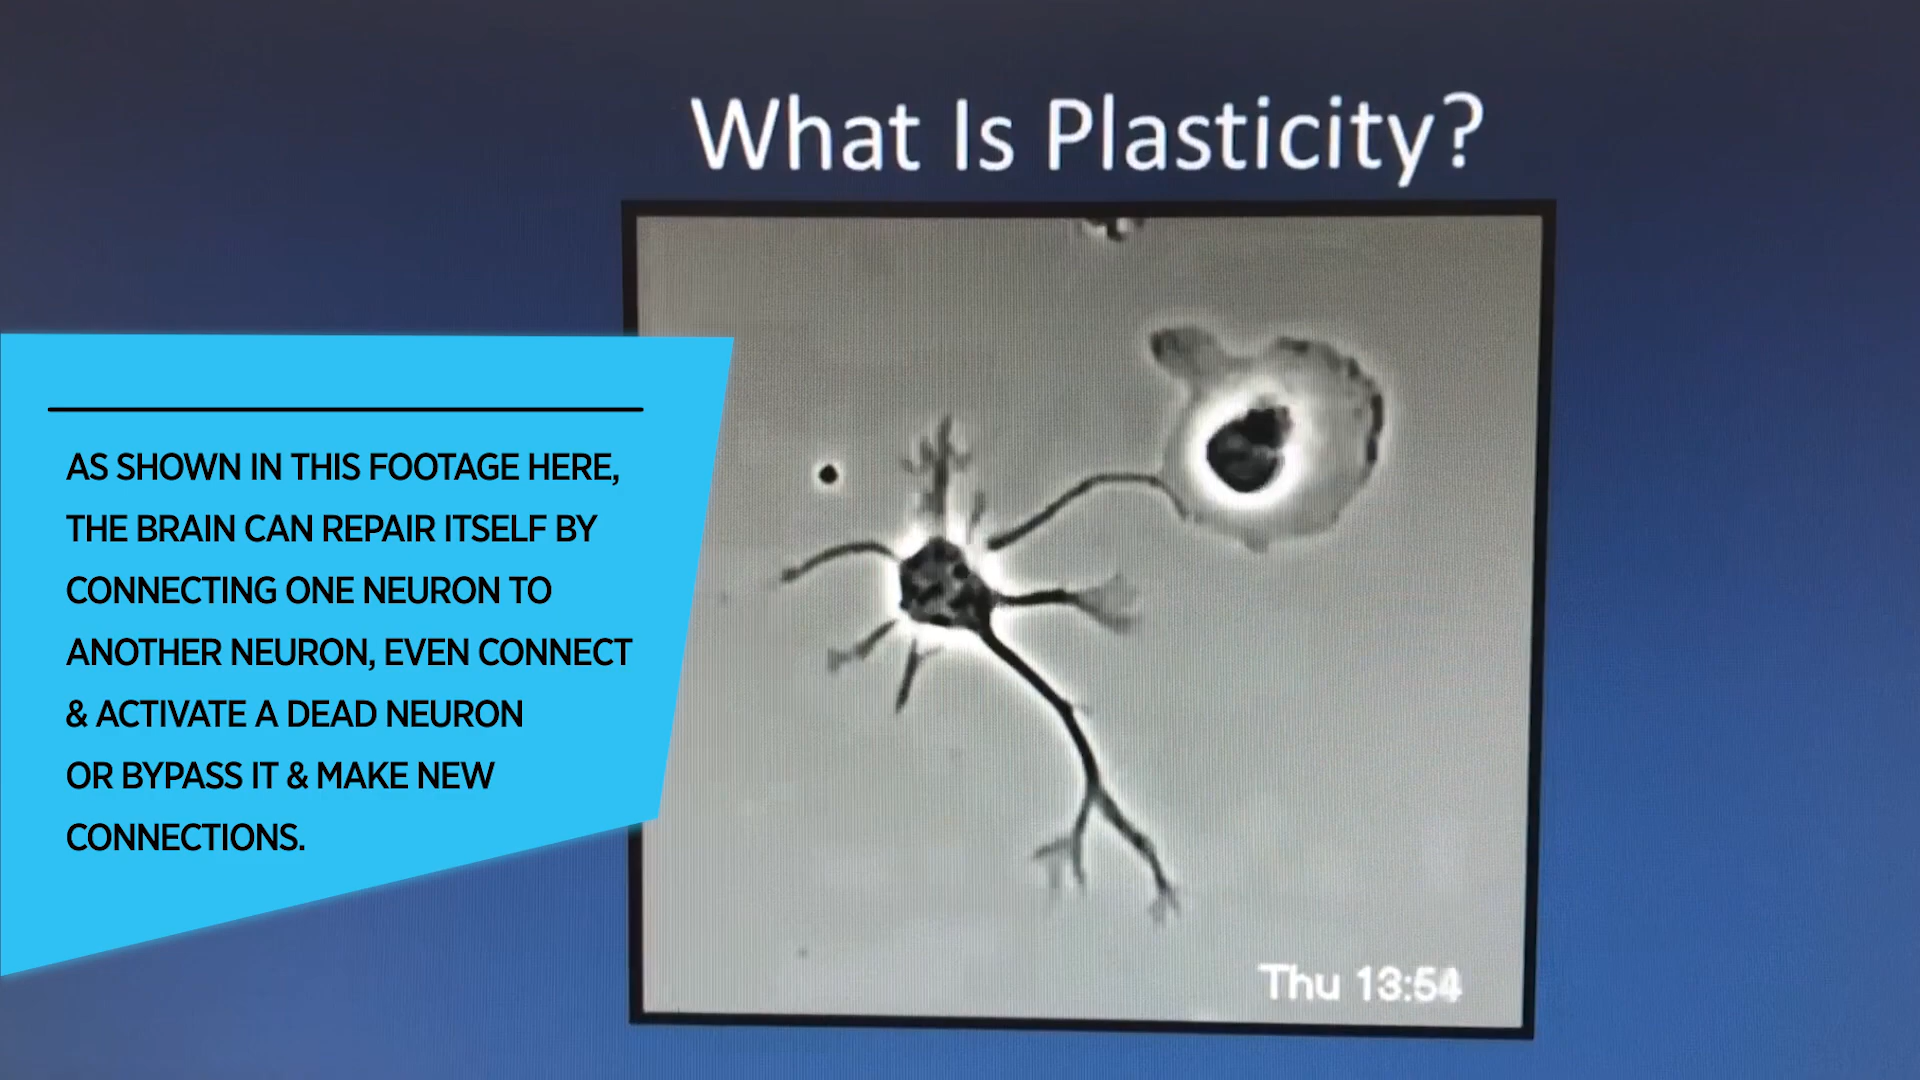 What Is Plasticity?
AS SHOWN IN THIS FOOTAGE HERE,
THE BRAIN CAN REPAIR ITSELF BY
CONNECTING ONE NEURON TO
ANOTHER NEURON, EVEN CONNECT
& ACTIVATE A DEAD NEURON
OR BYPASS IT & MAKE NEW
CONNECTIONS.
Thu 13:54